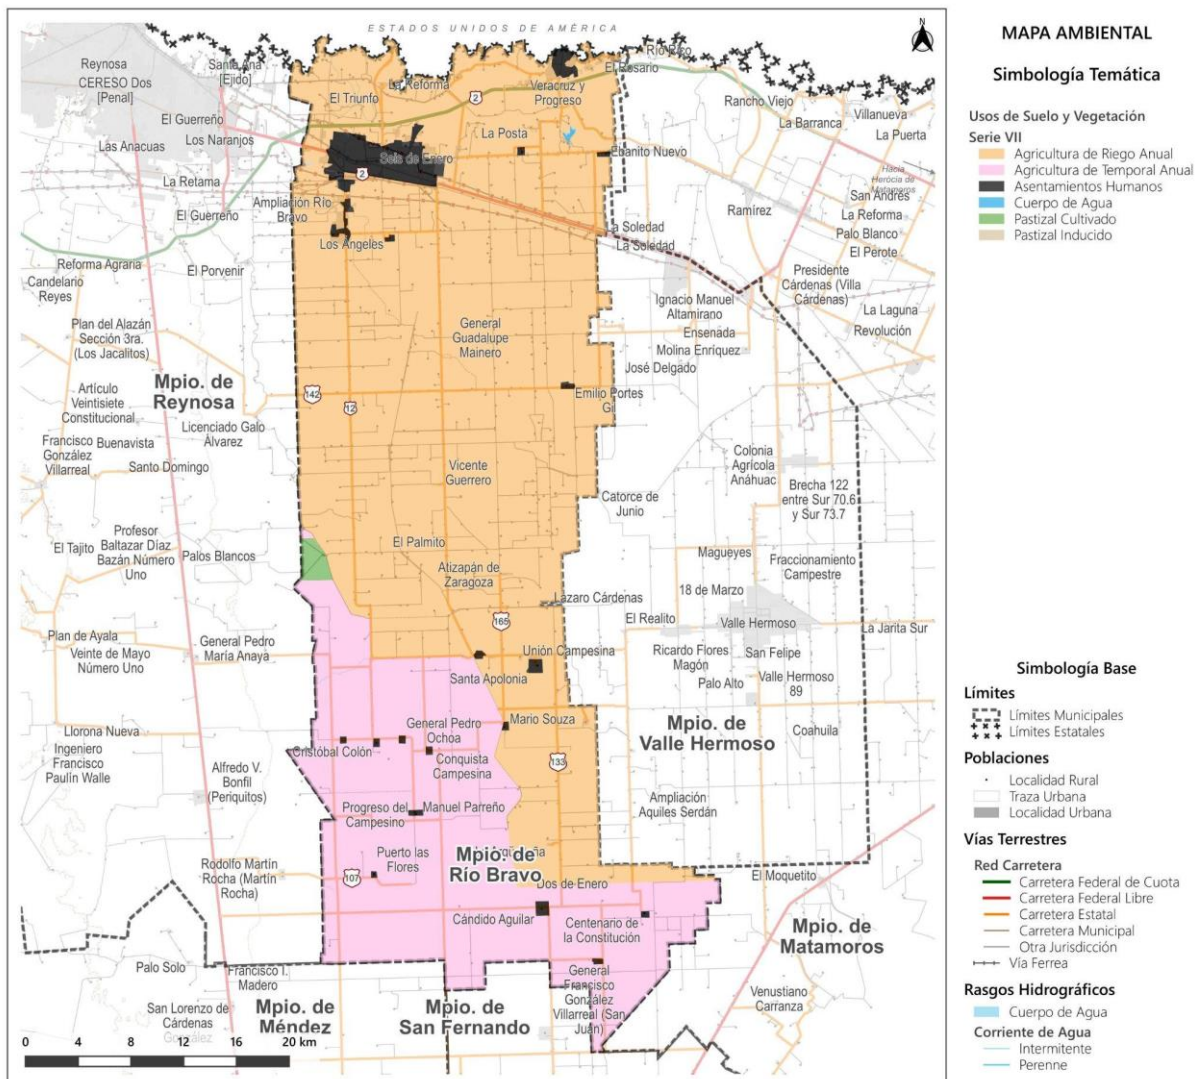 ESTADOS UNIDOS DE AMÉRICA
N
Reynosa
CERESO Dos
[Penal]
Santa Ana
[Ejido]
El Guerreño
Los Naranjos
Las Anacuas
La Retama
El Guerreño
El Triunfo
La Reforma
2
Veracruz y
Progreso
Río Rico
El Rosario
Rancho Viejo
La Barranca
Villanueva
La Puerta
La Posta
Seis de Enero
2
Ebanito Nuevo
Hacia
Heroica de
Matamoros
San Andrés
Ramírez
La Reforma
Palo Blanco
El Perote
Ampliación Río
Bravo
Los Angeles
La Soledad
La Soledad
Reforma Agraria
El Porvenir
Candelario
Reyes
Presidente
Cárdenas (Villa
Cárdenas)
Ignacio Manuel
Altamirano
La Laguna
Ensenada
Revolución
Molina Enriquez
José Delgado
General
Guadalupe
Mainero
Plan del Alazán
Sección 3ra.
(Los Jacalitos)
Mpio. de
Reynosa
142
12
Emilio Portes
Gil
Artículo
Veintisiete
Constitucional
Licenciado Galo
Álvarez
Francisco
González
Villarreal
Buenavista
Santo Domingo
Vicente
Guerrero
Colonia
Agrícola
Anáhuac
Brecha 122
entre Sur 70.6
y Sur 73.7
Catorce de
Junio
Profesor
Baltazar Díaz
Bazán Número
Uno
El Tajito
Palos Blancos
El Palmito
Atizapán de
Zaragoza
Magueyes
Fraccionamiento
Campestre
18 de Marzo
Lázaro Cárdenas
165
El Realito
Valle Hermoso
La Jarita Sur
Plan de Ayala
Veinte de Mayo
Número Uno
General Pedro
María Anaya
Unión Campesina
Santa Apolonia
Ricardo Flores
Magón
San Felipe
Palo Alto
Valle Hermoso
89
Llorona Nueva
Ingeniero
Francisco
Paulín Walle
General Pedro
Ochoa
Mario Souza
Mpio. de
Valle Hermoso
Coahuila
Cristóbal Colón
Conquista
Campesina
133
Alfredo V.
Bonfil
(Periquitos)
Progreso del
Campesino
Manuel Parreño
Ampliación
Aquiles Serdán
Rodolfo Martín
Rocha (Martín
Rocha)
Puerto las
Flores
107
Mpio. de
Río Bravo
Dos de Enero
El Moquetito
Cándido Aguilar
Centenario de
la Constitución
Mpio. de
Matamoros
Palo Solo
Francisco I.
Madero
General
Francisco
González
Villarreal (San
Juán)
Venustiano
Carranza
San Lorenzo de
Cárdenas
González
Mpio. de
Méndez
Mpio. de
San Fernando
0 4 8 12 16 20 km
MAPA AMBIENTAL
Simbología Temática
Usos de Suelo y Vegetación
Serie VII
Agricultura de Riego Anual
Agricultura de Temporal Anual
Asentamientos Humanos
Cuerpo de Agua
Pastizal Cultivado
Pastizal Inducido
Simbología Base
Límites
Límites Municipales
Límites Estatales
Poblaciones
Localidad Rural
Traza Urbana
Localidad Urbana
Vías Terrestres
Red Carretera
Carretera Federal de Cuota
Carretera Federal Libre
Carretera Estatal
Carretera Municipal
Otra Jurisdicción
Vía Ferrea
Rasgos Hidrográficos
Cuerpo de Agua
Corriente de Agua
Intermitente
Perenne